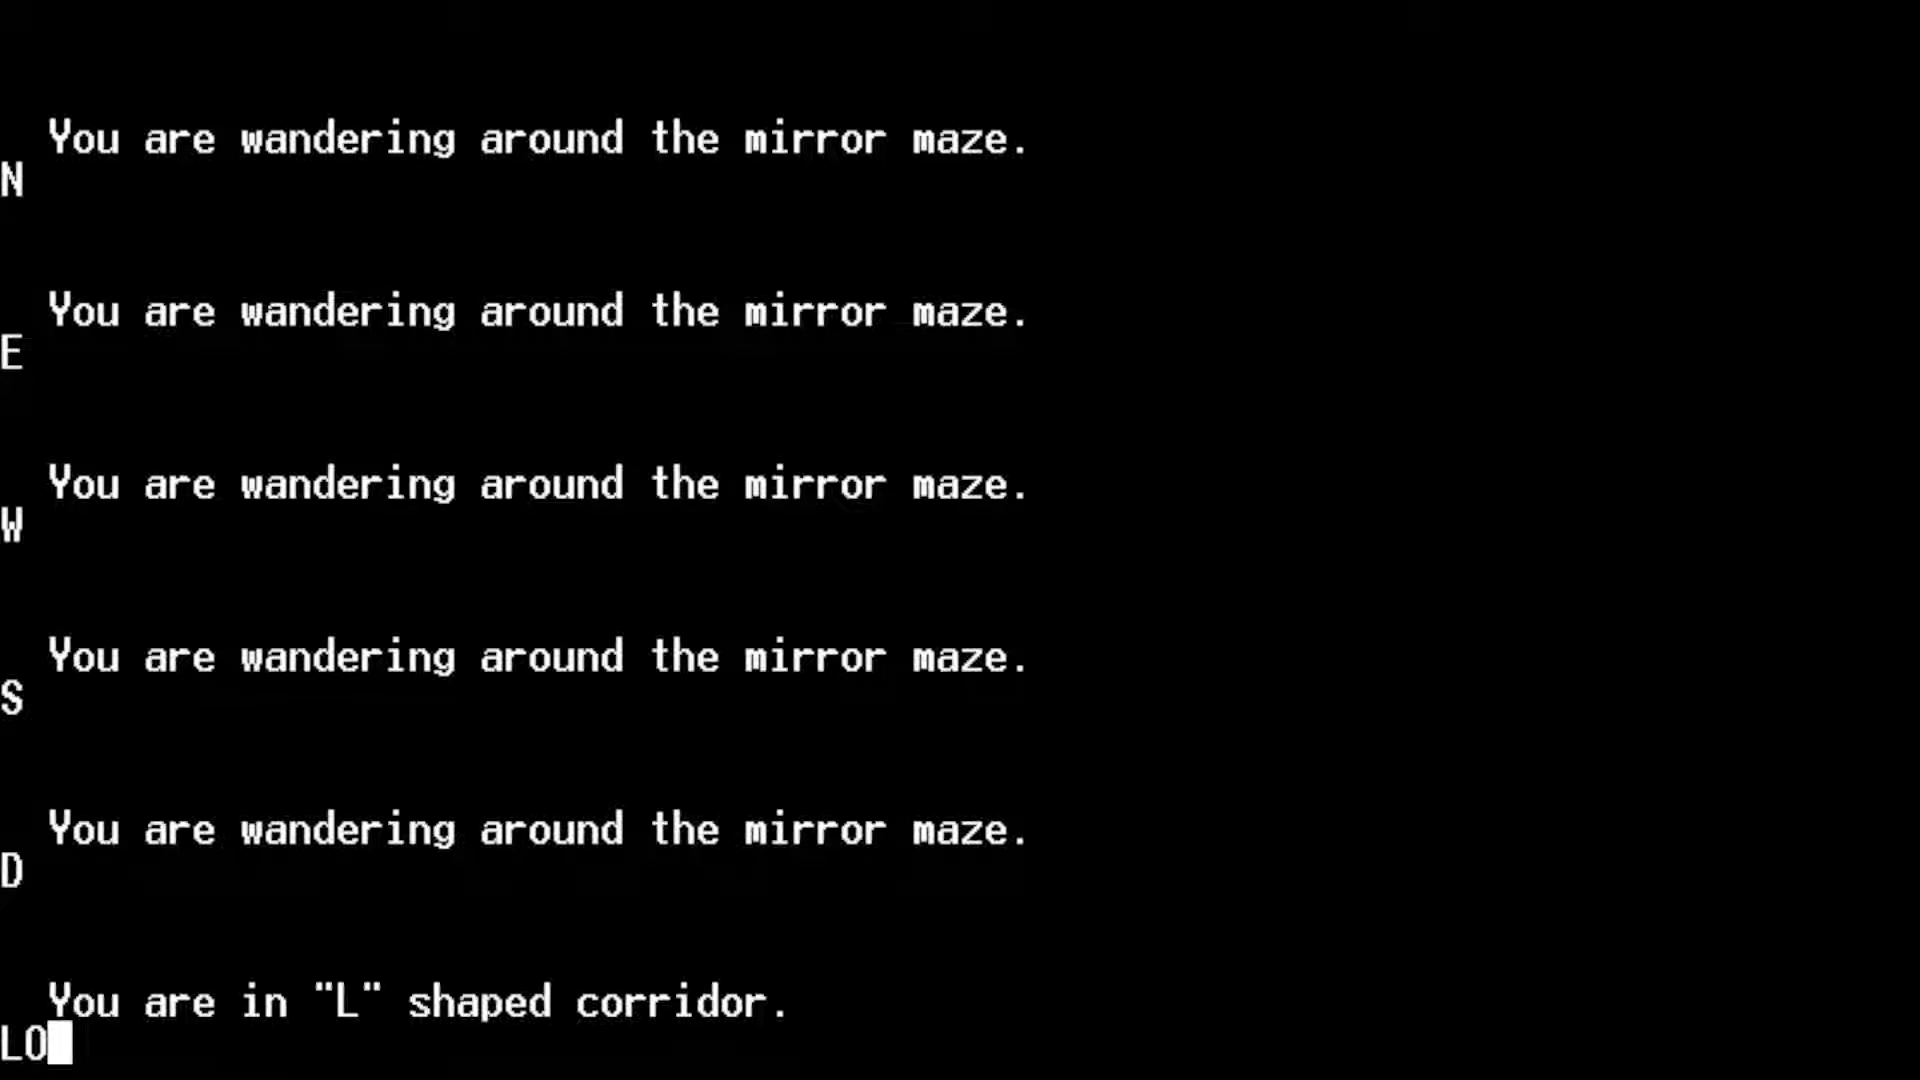 You are wandering around the mirror maze.
N
You are wandering around the mirror maze.
E
You are wandering around the mirror maze.
W
You are wandering around the mirror maze.
S
You are wandering around the mirror maze.
D
You are in "L" shaped corridor.
LO